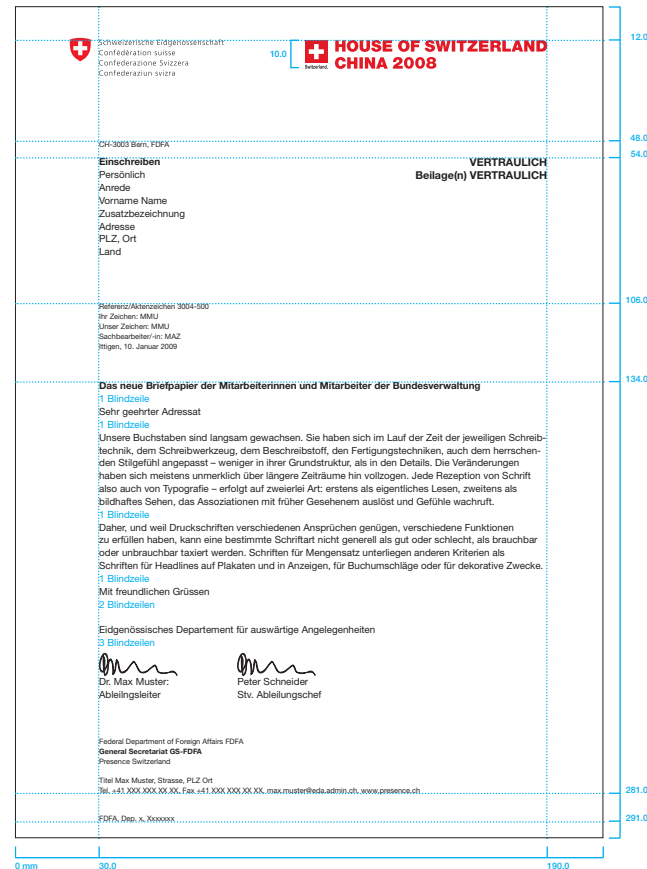 Schweizerische Eidgenossenschaft
Confédération suisse
Confederazione Svizzera
Confederaziun svizra
10.0
Switzerland.
HOUSE OF SWITZERLAND
CHINA 2008
12.0
CH-3003 Bern, FDFA
48.0
54.0
Einschreiben
Persönlich
Anrede
Vorname Name
Zusatzbezeichnung
Adresse
PLZ, Ort
Land
VERTRAULICH
Beilage(n) VERTRAULICH
106.0
Referenz/Aktenzeichen 3004-500
Ihr Zeichen: MMU
Unser Zeichen: MMU
Sachbearbeiter/-in: MAZ
Ittigen, 10. Januar 2009
134.0
Das neue Briefpapier der Mitarbeiterinnen und Mitarbeiter der Bundesverwaltung
1 Blindzeile
Sehr geehrter Adressat
1 Blindzeile
Unsere Buchstaben sind langsam gewachsen. Sie haben sich im Lauf der Zeit der jeweiligen Schreib-
technik, dem Schreibwerkzeug, dem Beschreibstoff, den Fertigungstechniken, auch dem herrschen-
den Stilgefühl angepasst – weniger in ihrer Grundstruktur, als in den Details. Die Veränderungen
haben sich meistens unmerklich über längere Zeiträume hin vollzogen. Jede Rezeption von Schrift
also auch von Typografie – erfolgt auf zweierlei Art: erstens als eigentliches Lesen, zweitens als
bildhaftes Sehen, das Assoziationen mit früher Gesehenem auslöst und Gefühle wachruft.
1 Blindzeile
Daher, und weil Druckschriften verschiedenen Ansprüchen genügen, verschiedene Funktionen
zu erfüllen haben, kann eine bestimmte Schriftart nicht generell als gut oder schlecht, als brauchbar
oder unbrauchbar taxiert werden. Schriften für Mengensatz unterliegen anderen Kriterien als
Schriften für Headlines auf Plakaten und in Anzeigen, für Buchumschläge oder für dekorative Zwecke.
1 Blindzeile
Mit freundlichen Grüssen
2 Blindzeilen
Eidgenössisches Departement für auswärtige Angelegenheiten
3 Blindzeilen
Dr. Max Muster:
Ableilngsleiter
Peter Schneider
Stv. Ableilungschef
Federal Department of Foreign Affairs FDFA
General Secretariat GS-FDFA
Presence Switzerland
Titel Max Muster, Strasse, PLZ Ort
Tel. +41 XXX XXX XX XX, Fax +41 XXX XXX XX XX, max.muster@eda.admin.ch, www.presence.ch
281.0
FDFA, Dep. x, Xxxxxxx
291.0
0 mm
30.0
190.0